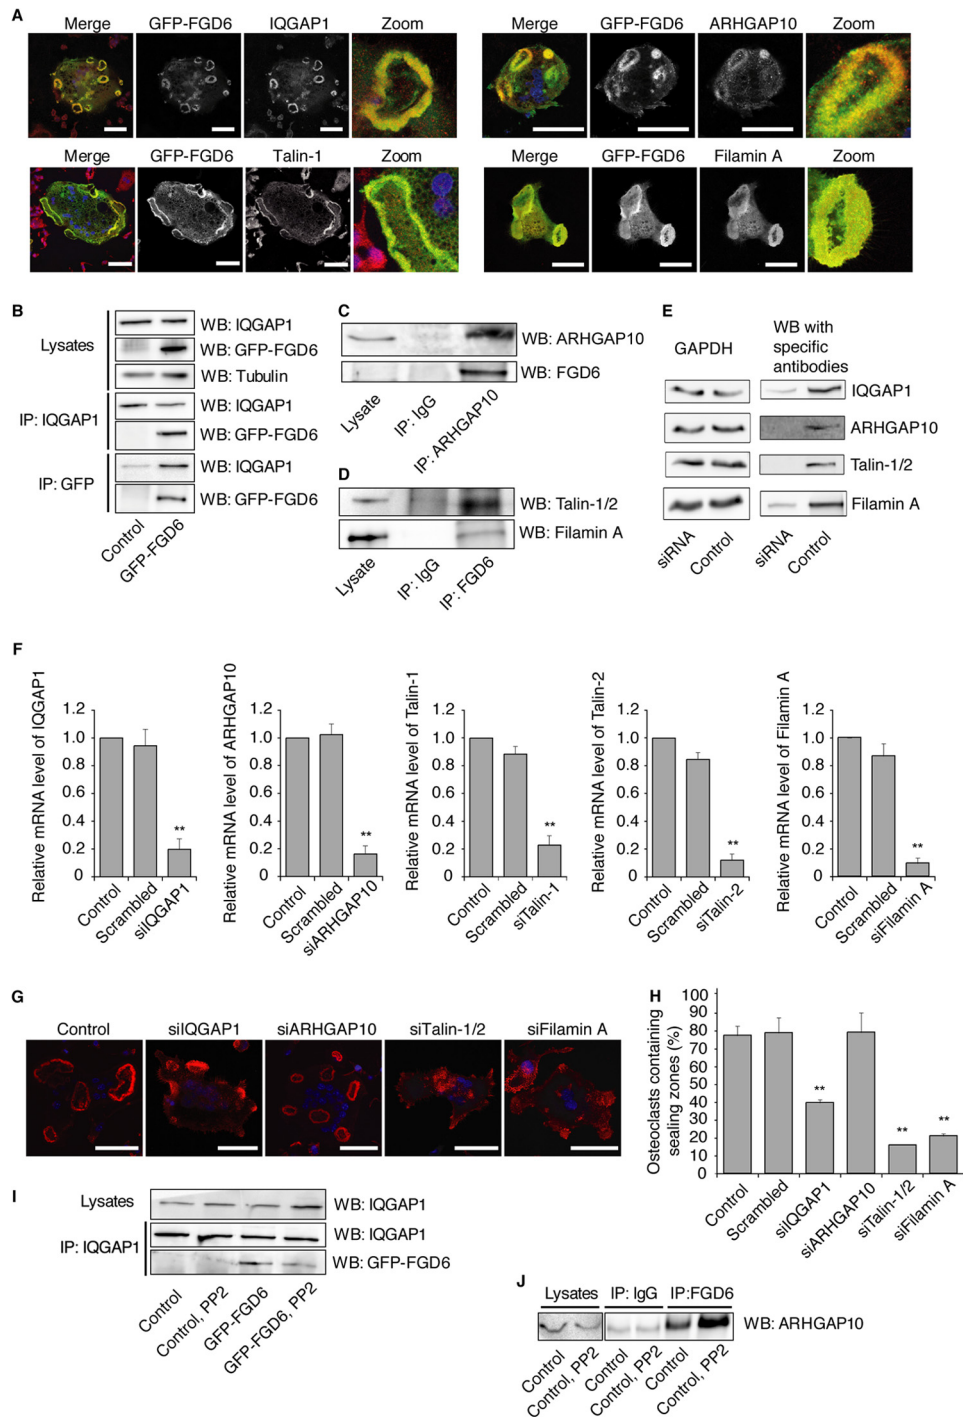 A
Merge GFP-FGD6 IQGAP1 Zoom
Merge GFP-FGD6 ARHGAP10 Zoom
Merge GFP-FGD6 Talin-1 Zoom
Merge GFP-FGD6 Filamin A Zoom
B
Lysates
WB: IQGAP1
WB: GFP-FGD6
WB: Tubulin
IP: IQGAP1
WB: IQGAP1
WB: GFP-FGD6
IP: GFP
WB: IQGAP1
WB: GFP-FGD6
Control
GFP-FGD6
C
WB: ARHGAP10
WB: FGD6
Lysate
IP: IgG
IP: ARHGAP10
D
WB: Talin-1/2
WB: Filamin A
Lysate
IP: IgG
IP: FGD6
E
GAPDH
WB with
specific
antibodies
IQGAP1
ARHGAP10
Talin-1/2
Filamin A
siRNA
Control
siRNA
Control
F
Relative mRNA level of IQGAP1
1.2
1.0
0.8
0.6
0.4
0.2
0
**
Control
Scrambled
siIQGAP1
Relative mRNA level of ARHGAP10
1.2
1.0
0.8
0.6
0.4
0.2
0
**
Control
Scrambled
siARHGAP10
Relative mRNA level of Talin-1
1.2
1.0
0.8
0.6
0.4
0.2
0
**
Control
Scrambled
siTalin-1
Relative mRNA level of Talin-2
1.2
1.0
0.8
0.6
0.4
0.2
0
**
Control
Scrambled
siTalin-2
Relative mRNA level of Filamin A
1.2
1.0
0.8
0.6
0.4
0.2
0
**
Control
Scrambled
siFilamin A
G
Control siIQGAP1 siARHGAP10 siTalin-1/2 siFilamin A
H
Osteoclasts containing
sealing zones (%)
100
90
80
70
60
50
40
30
20
10
0
**
**
**
Control
Scrambled
siIQGAP1
siARHGAP10
siTalin-1/2
siFilamin A
I
Lysates
WB: IQGAP1
IP: IQGAP1
WB: IQGAP1
WB: GFP-FGD6
Control
Control, PP2
GFP-FGD6
GFP-FGD6, PP2
J
Lysates IP: IgG IP:FGD6
WB: ARHGAP10
Control
Control, PP2
Control
Control, PP2
Control
Control, PP2